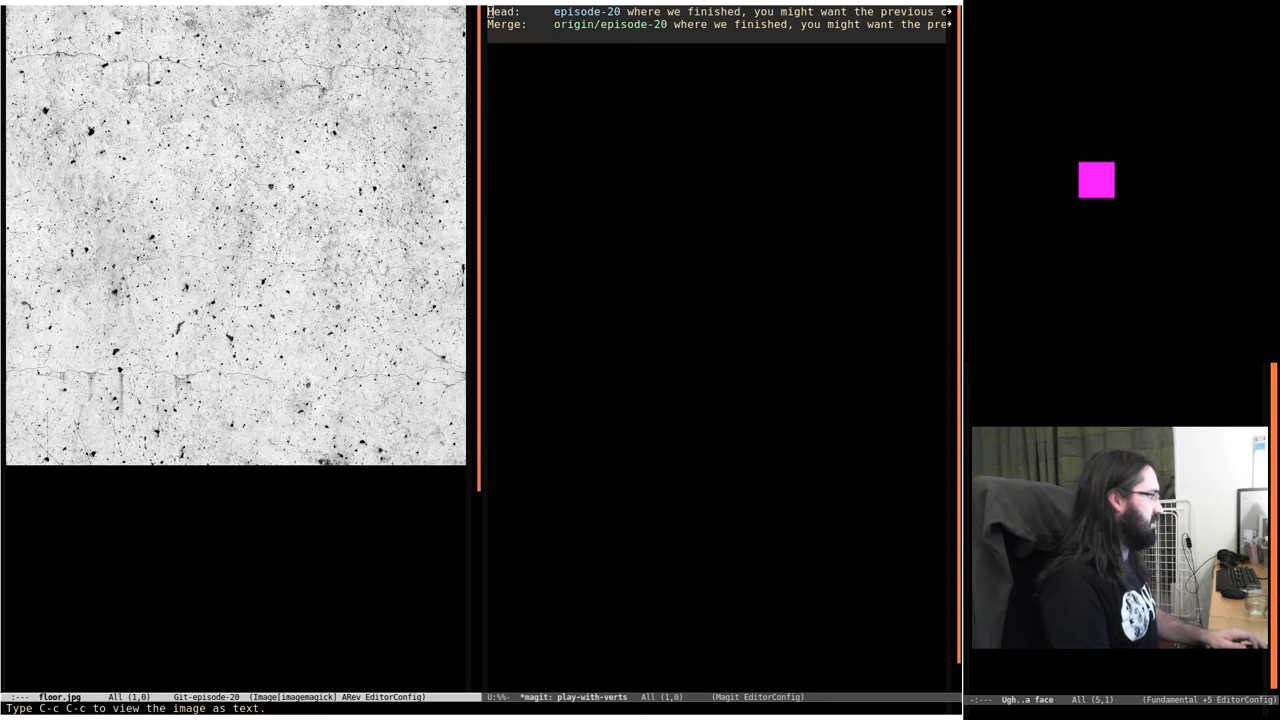 Head:     episode-20 where we finished, you might want the previous c
Merge:    origin/episode-20 where we finished, you might want the pre
:---  floor.jpg     All (1,0)     Git-episode-20  (Image[imagemagick] ARev EditorConfig)
U:%%-  *magit: play-with-verts   All (1,0)     (Magit EditorConfig)
-:---  Ugh..a face    All (5,1)     (Fundamental +5 EditorConfig)
Type C-c C-c to view the image as text.